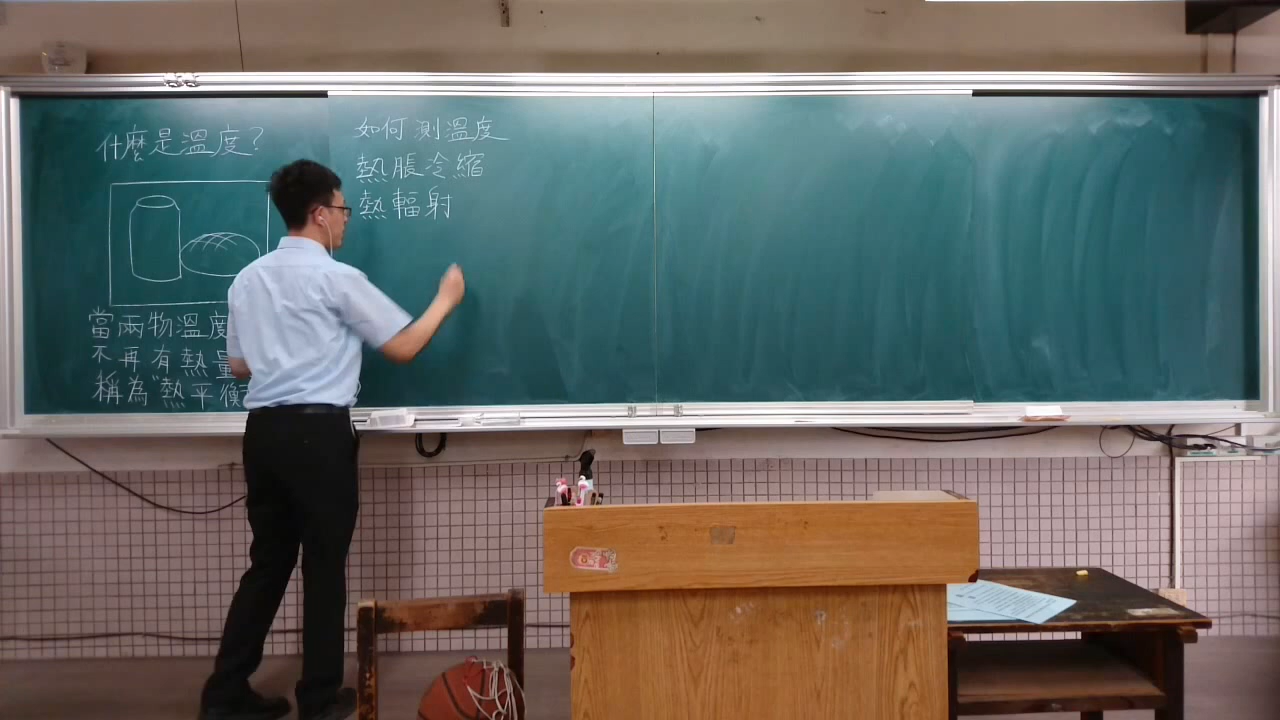 什麼是溫度?
當兩物溫度
不再有熱量
稱為"熱平衡
如何測溫度
熱脹冷縮
熱輻射